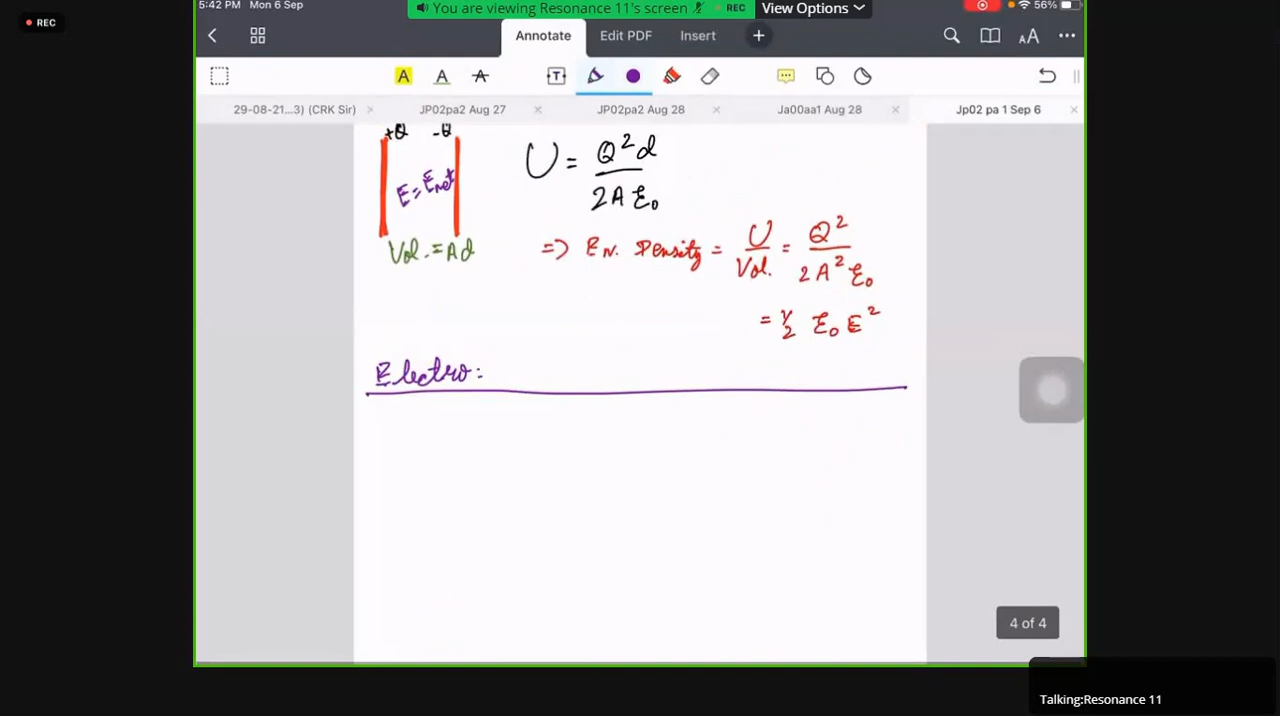 5:42 PM Mon 6 Sep
REC
You are viewing Resonance 11's screen REC View Options
56%
Annotate Edit PDF Insert +
A A A T AA
29-08-21...3) (CRK Sir) × JP02pa2 Aug 27 × JP02pa2 Aug 28 × Ja00aa1 Aug 28 × Jp02 pa 1 Sep 6 ×
+Q -Q
E = Enet
Vol. = Ad
U = Q²d / 2Aε₀
=> En. Density = U / Vol. = Q² / 2A²ε₀
= ½ ε₀E²
Electro:
4 of 4
Talking:Resonance 11